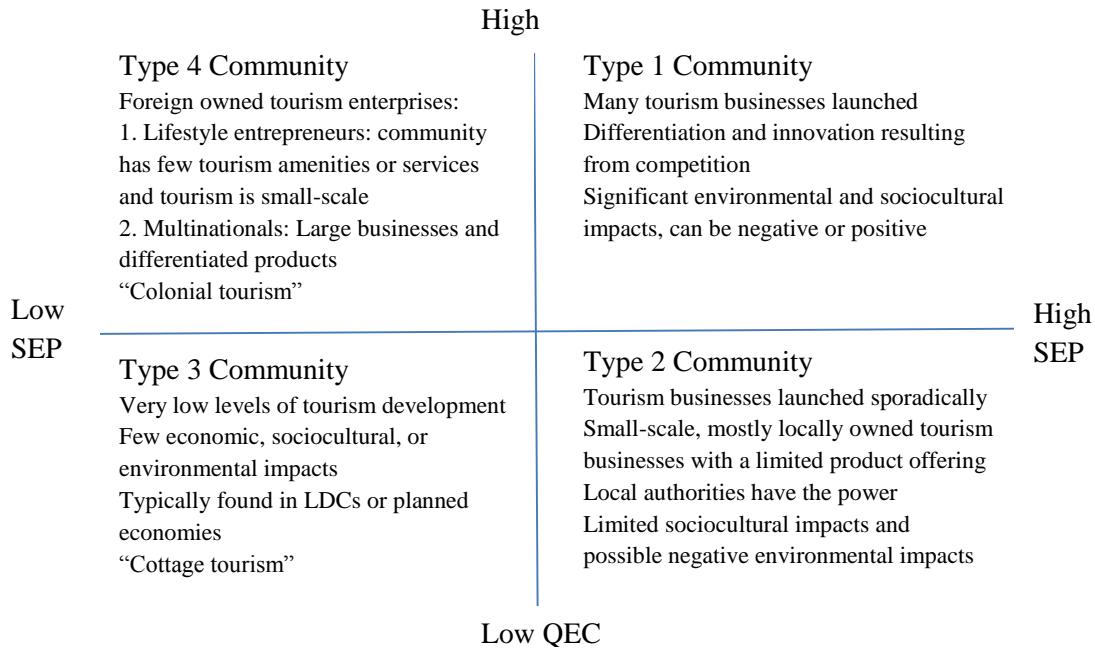 High
Type 4 Community
Foreign owned tourism enterprises:
1. Lifestyle entrepreneurs: community
has few tourism amenities or services
and tourism is small-scale
2. Multinationals: Large businesses and
differentiated products
“Colonial tourism”
Type 1 Community
Many tourism businesses launched
Differentiation and innovation resulting
from competition
Significant environmental and sociocultural
impacts, can be negative or positive
Low
SEP
High
SEP
Type 3 Community
Very low levels of tourism development
Few economic, sociocultural, or
environmental impacts
Typically found in LDCs or planned
economies
“Cottage tourism”
Type 2 Community
Tourism businesses launched sporadically
Small-scale, mostly locally owned tourism
businesses with a limited product offering
Local authorities have the power
Limited sociocultural impacts and
possible negative environmental impacts
Low QEC